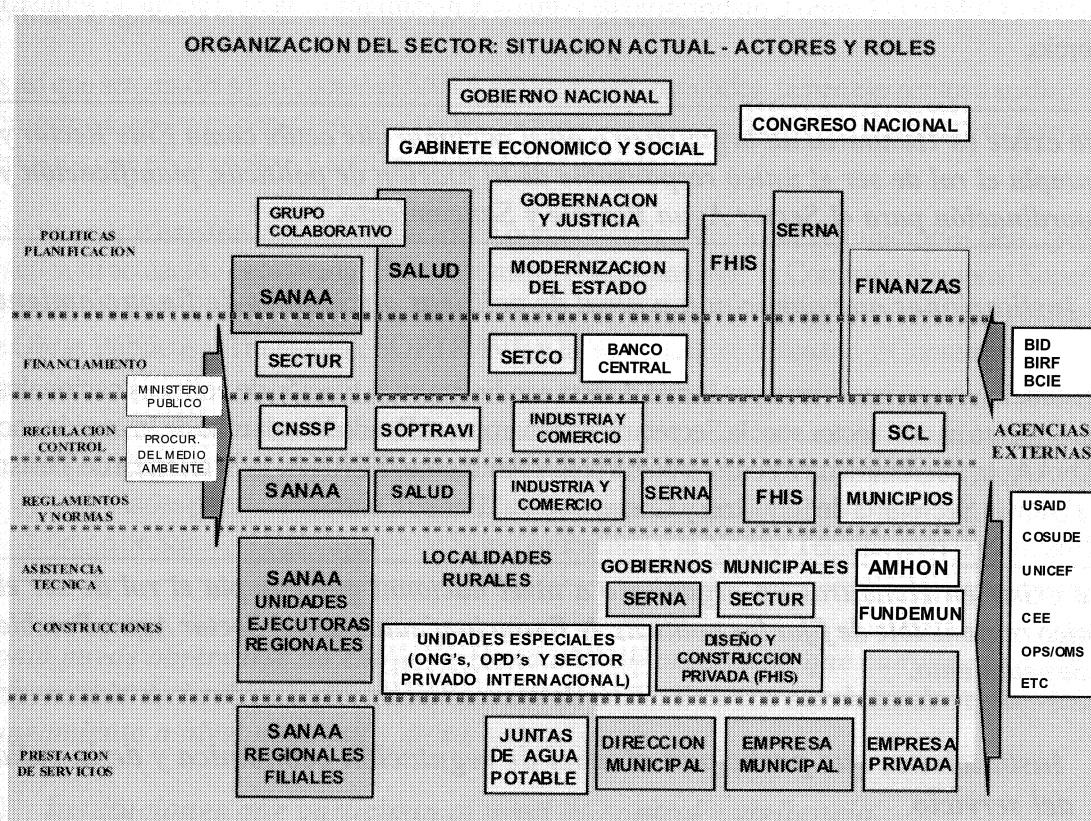 ORGANIZACION DEL SECTOR: SITUACION ACTUAL - ACTORES Y ROLES
GOBIERNO NACIONAL
CONGRESO NACIONAL
GABINETE ECONOMICO Y SOCIAL
POLITICAS
PLANIFICACION
GRUPO
COLABORATIVO
SALUD
SANAA
GOBERNACION
Y JUSTICIA
MODERNIZACION
DEL ESTADO
FHIS
SERNA
FINANZAS
FINANCIAMIENTO
SECTUR
SETCO
BANCO
CENTRAL
BID
BIRF
BCIE
MINISTERIO
PUBLICO
PROCUR.
DEL MEDIO
AMBIENTE
REGULACION
CONTROL
CNSSP
SOPTRAVI
INDUSTRIA Y
COMERCIO
SCL
AGENCIAS
EXTERNAS
REGLAMENTOS
Y NORMAS
SANAA
SALUD
INDUSTRIA Y
COMERCIO
SERNA
FHIS
MUNICIPIOS
USAID
COSUDE
UNICEF
CEE
OPS/OMS
ETC
ASISTENCIA
TECNICA
CONSTRUCCIONES
SANAA
UNIDADES
EJECUTORAS
REGIONALES
LOCALIDADES
RURALES
GOBIERNOS MUNICIPALES
SERNA
SECTUR
AMHON
FUNDEMUN
UNIDADES ESPECIALES
(ONG's, OPD's Y SECTOR
PRIVADO INTERNACIONAL)
DISEÑO Y
CONSTRUCCION
PRIVADA (FHIS)
PRESTACION
DE SERVICIOS
SANAA
REGIONALES
FILIALES
JUNTAS
DE AGUA
POTABLE
DIRECCION
MUNICIPAL
EMPRESA
MUNICIPAL
EMPRESA
PRIVADA